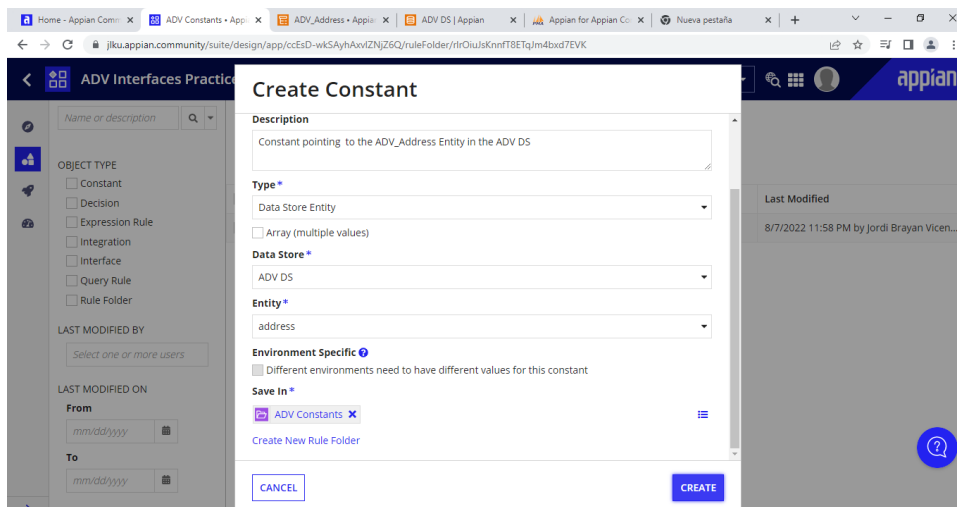 Home - Appian Comm
ADV Constants • Appi
ADV_Address • Appian
ADV DS | Appian
Appian for Appian Co
Nueva pestaña
jlku.appian.community/suite/design/app/ccEsD-wkSAyhAxvlZNjZ6Q/ruleFolder/rlrOiuJsKnnfT8ETqJm4bxd7EVK
ADV Interfaces Practice
appian
Create Constant
Name or description
OBJECT TYPE
Constant
Decision
Expression Rule
Integration
Interface
Query Rule
Rule Folder
LAST MODIFIED BY
Select one or more users
LAST MODIFIED ON
From
mm/dd/yyyy
To
mm/dd/yyyy
Description
Constant pointing to the ADV_Address Entity in the ADV DS
Type*
Data Store Entity
Array (multiple values)
Data Store*
ADV DS
Entity*
address
Environment Specific ?
Different environments need to have different values for this constant
Save In*
ADV Constants
Create New Rule Folder
CANCEL
CREATE
Last Modified
8/7/2022 11:58 PM by Jordi Brayan Vicen...